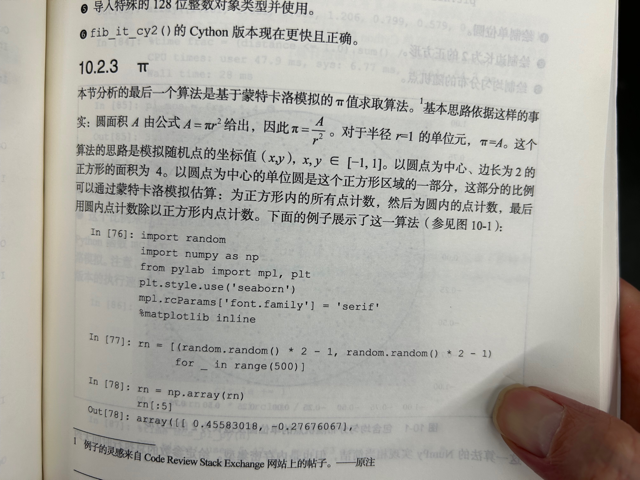 ❺ 导入特殊的 128 位整数对象类型并使用。
❻ fib_it_cy2()的 Cython 版本现在更快且正确。
10.2.3 π
本节分析的最后一个算法是基于蒙特卡洛模拟的 π 值求取算法。1基本思路依据这样的事
实：圆面积 A 由公式 A=πr² 给出，因此 π=A/r²。对于半径 r=1 的单位元，π=A。这个
算法的思路是模拟随机点的坐标值 (x,y)，x, y ∈ [-1, 1]。以圆点为中心、边长为 2 的
正方形的面积为 4。以圆点为中心的单位圆是这个正方形区域的一部分，这部分的比例
可以通过蒙特卡洛模拟估算：为正方形内的所有点计数，然后为圆内的点计数，最后
用圆内点计数除以正方形内点计数。下面的例子展示了这一算法（参见图 10-1）：
In [76]: import random
import numpy as np
from pylab import mpl, plt
plt.style.use('seaborn')
mpl.rcParams['font.family'] = 'serif'
%matplotlib inline
In [77]: rn = [(random.random() * 2 - 1, random.random() * 2 - 1)
for _ in range(500)]
In [78]: rn = np.array(rn)
rn[:5]
Out[78]: array([[ 0.45583018, -0.27676067],
1 例子的灵感来自 Code Review Stack Exchange 网站上的帖子。——原注